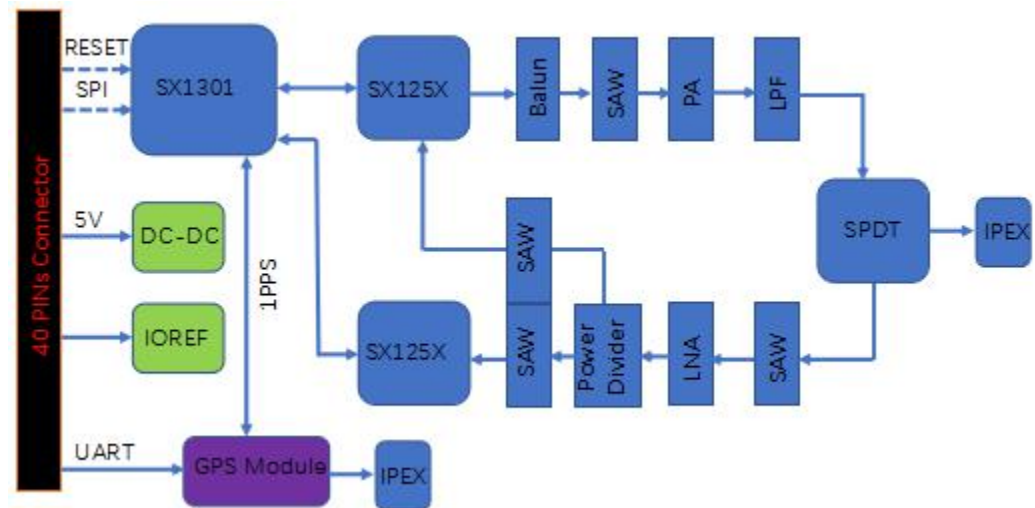 40 PINs Connector
RESET
SPI
SX1301
SX125X
Balun
SAW
PA
LPF
5V
DC-DC
1PPS
SAW
SPDT
IPEX
IOREF
SX125X
SAW
Power
Divider
LNA
SAW
UART
GPS Module
IPEX